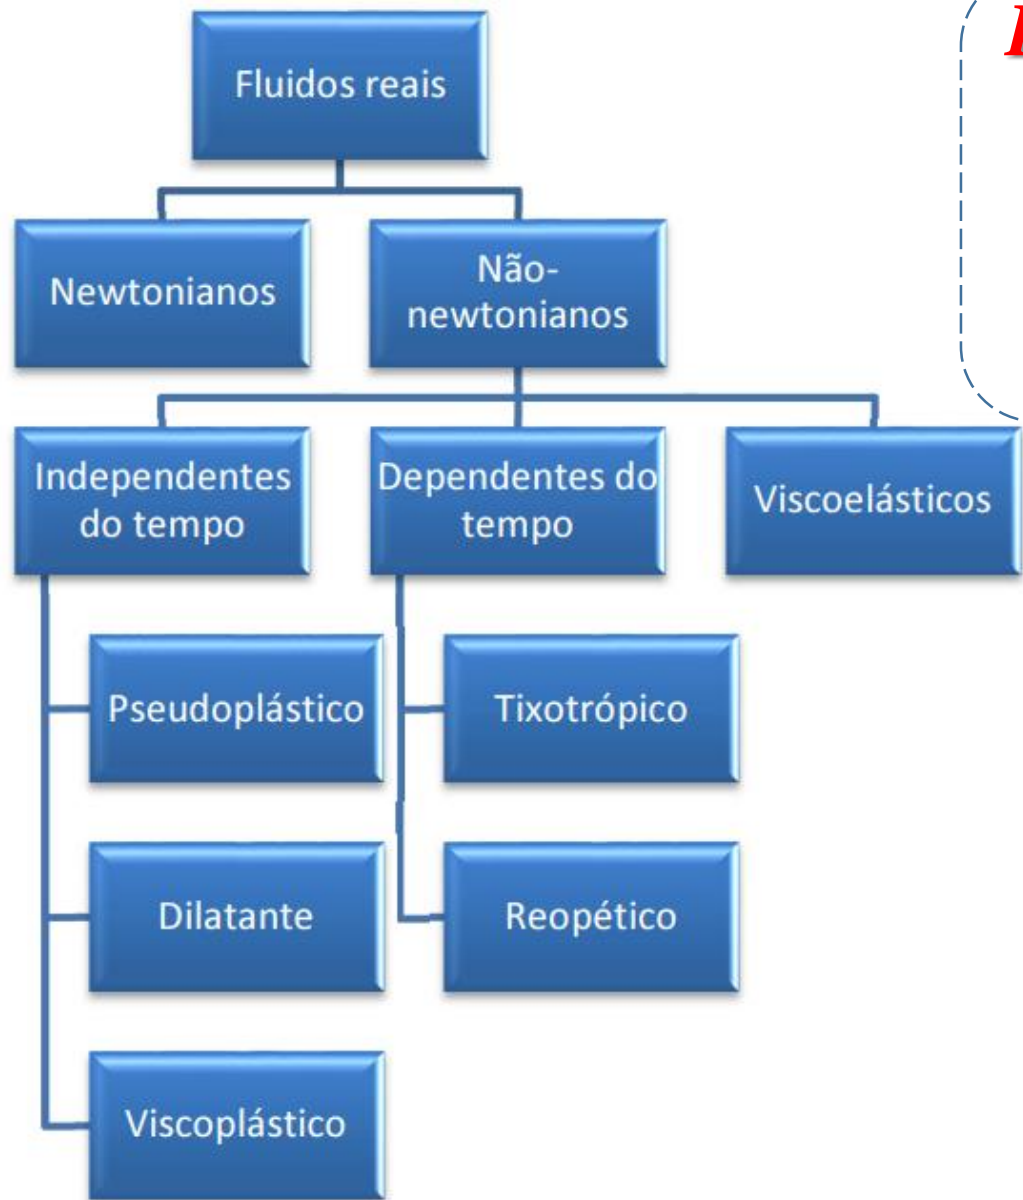 Fluidos reais
Newtonianos
Não-
newtonianos
Independentes
do tempo
Dependentes do
tempo
Viscoelásticos
Pseudoplástico
Tixotrópico
Dilatante
Reopético
Viscoplástico